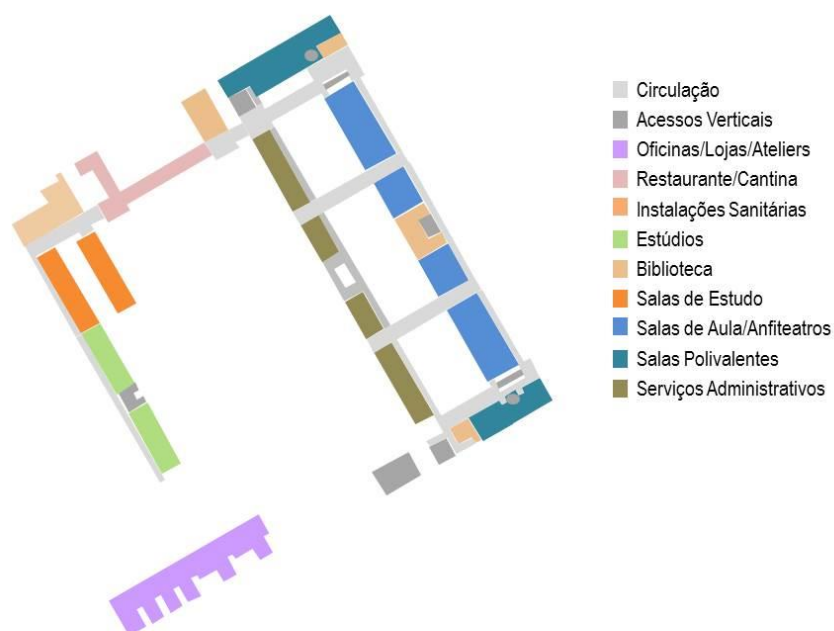 Circulação
Acessos Verticais
Oficinas/Lojas/Ateliers
Restaurante/Cantina
Instalações Sanitárias
Estúdios
Biblioteca
Salas de Estudo
Salas de Aula/Anfiteatros
Salas Polivalentes
Serviços Administrativos